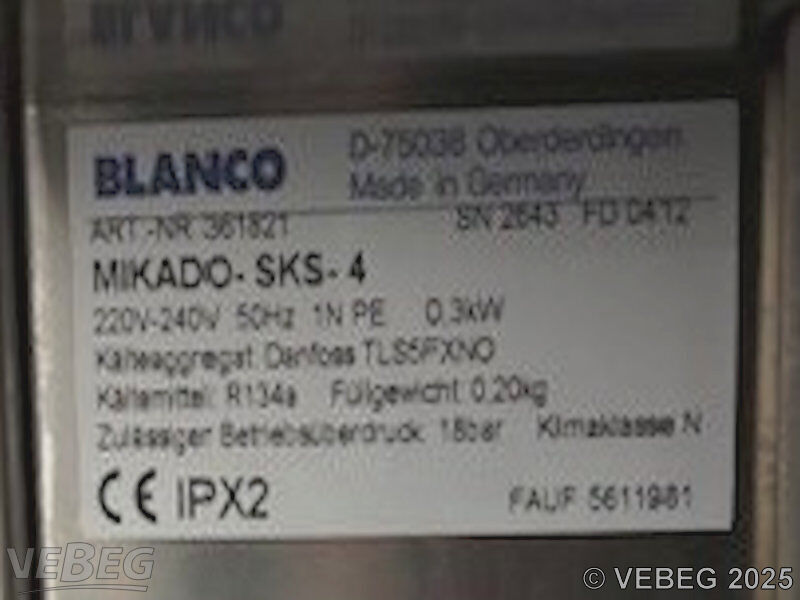 BLANCO
D-75038 Oberderdingen
Made in Germany
ART.-NR. 361821 SN 2643 FD 04/12
MIKADO- SKS- 4
220V-240V 50Hz 1N PE 0.3kW
Kälteaggregat: Danfoss TLS5FXNO
Kältemittel: R134a Füllgewicht: 0.20kg
Zulässiger Betriebsüberdruck: 18bar Klimaklasse N
CE IPX2
FAUF 5611981
VEBEG
© VEBEG 2025